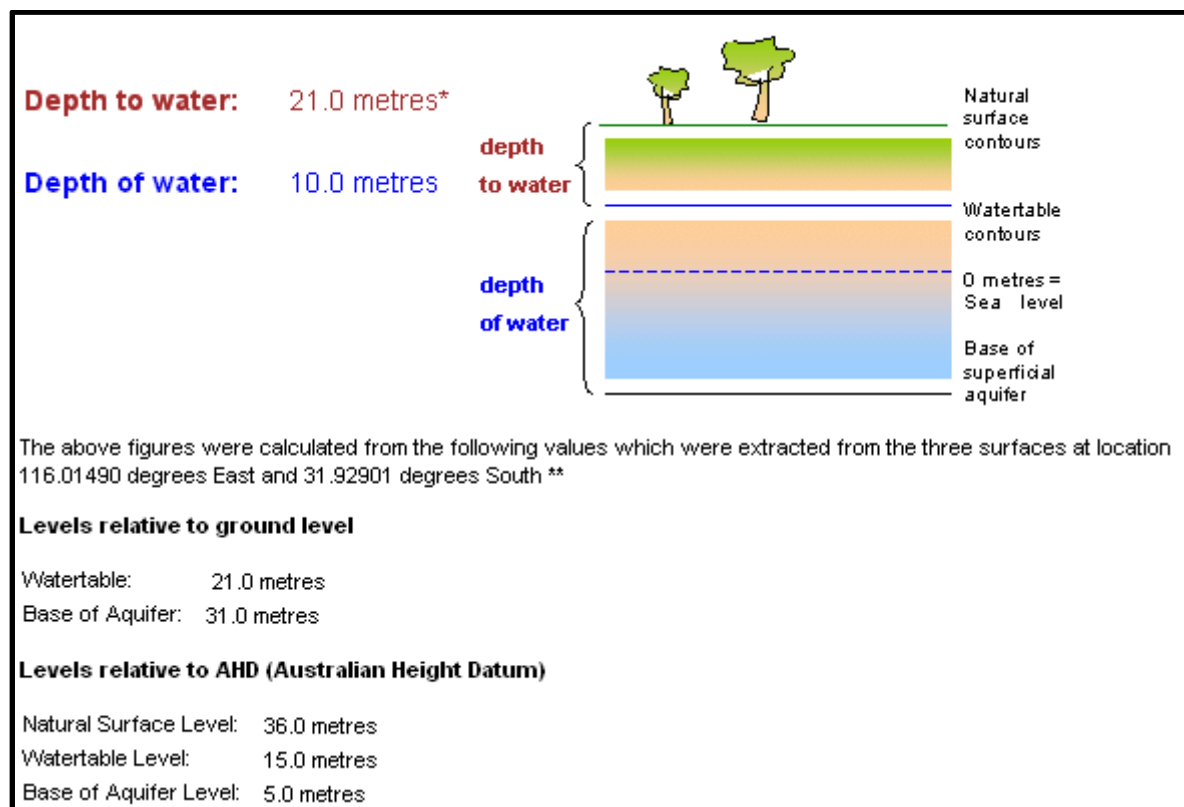 Depth to water: 21.0 metres*
Depth of water: 10.0 metres
depth
to water
depth
of water
Natural
surface
contours
Watertable
contours
0 metres =
Sea level
Base of
superficial
aquifer
The above figures were calculated from the following values which were extracted from the three surfaces at location
116.01490 degrees East and 31.92901 degrees South **
Levels relative to ground level
Watertable: 21.0 metres
Base of Aquifer: 31.0 metres
Levels relative to AHD (Australian Height Datum)
Natural Surface Level: 36.0 metres
Watertable Level: 15.0 metres
Base of Aquifer Level: 5.0 metres